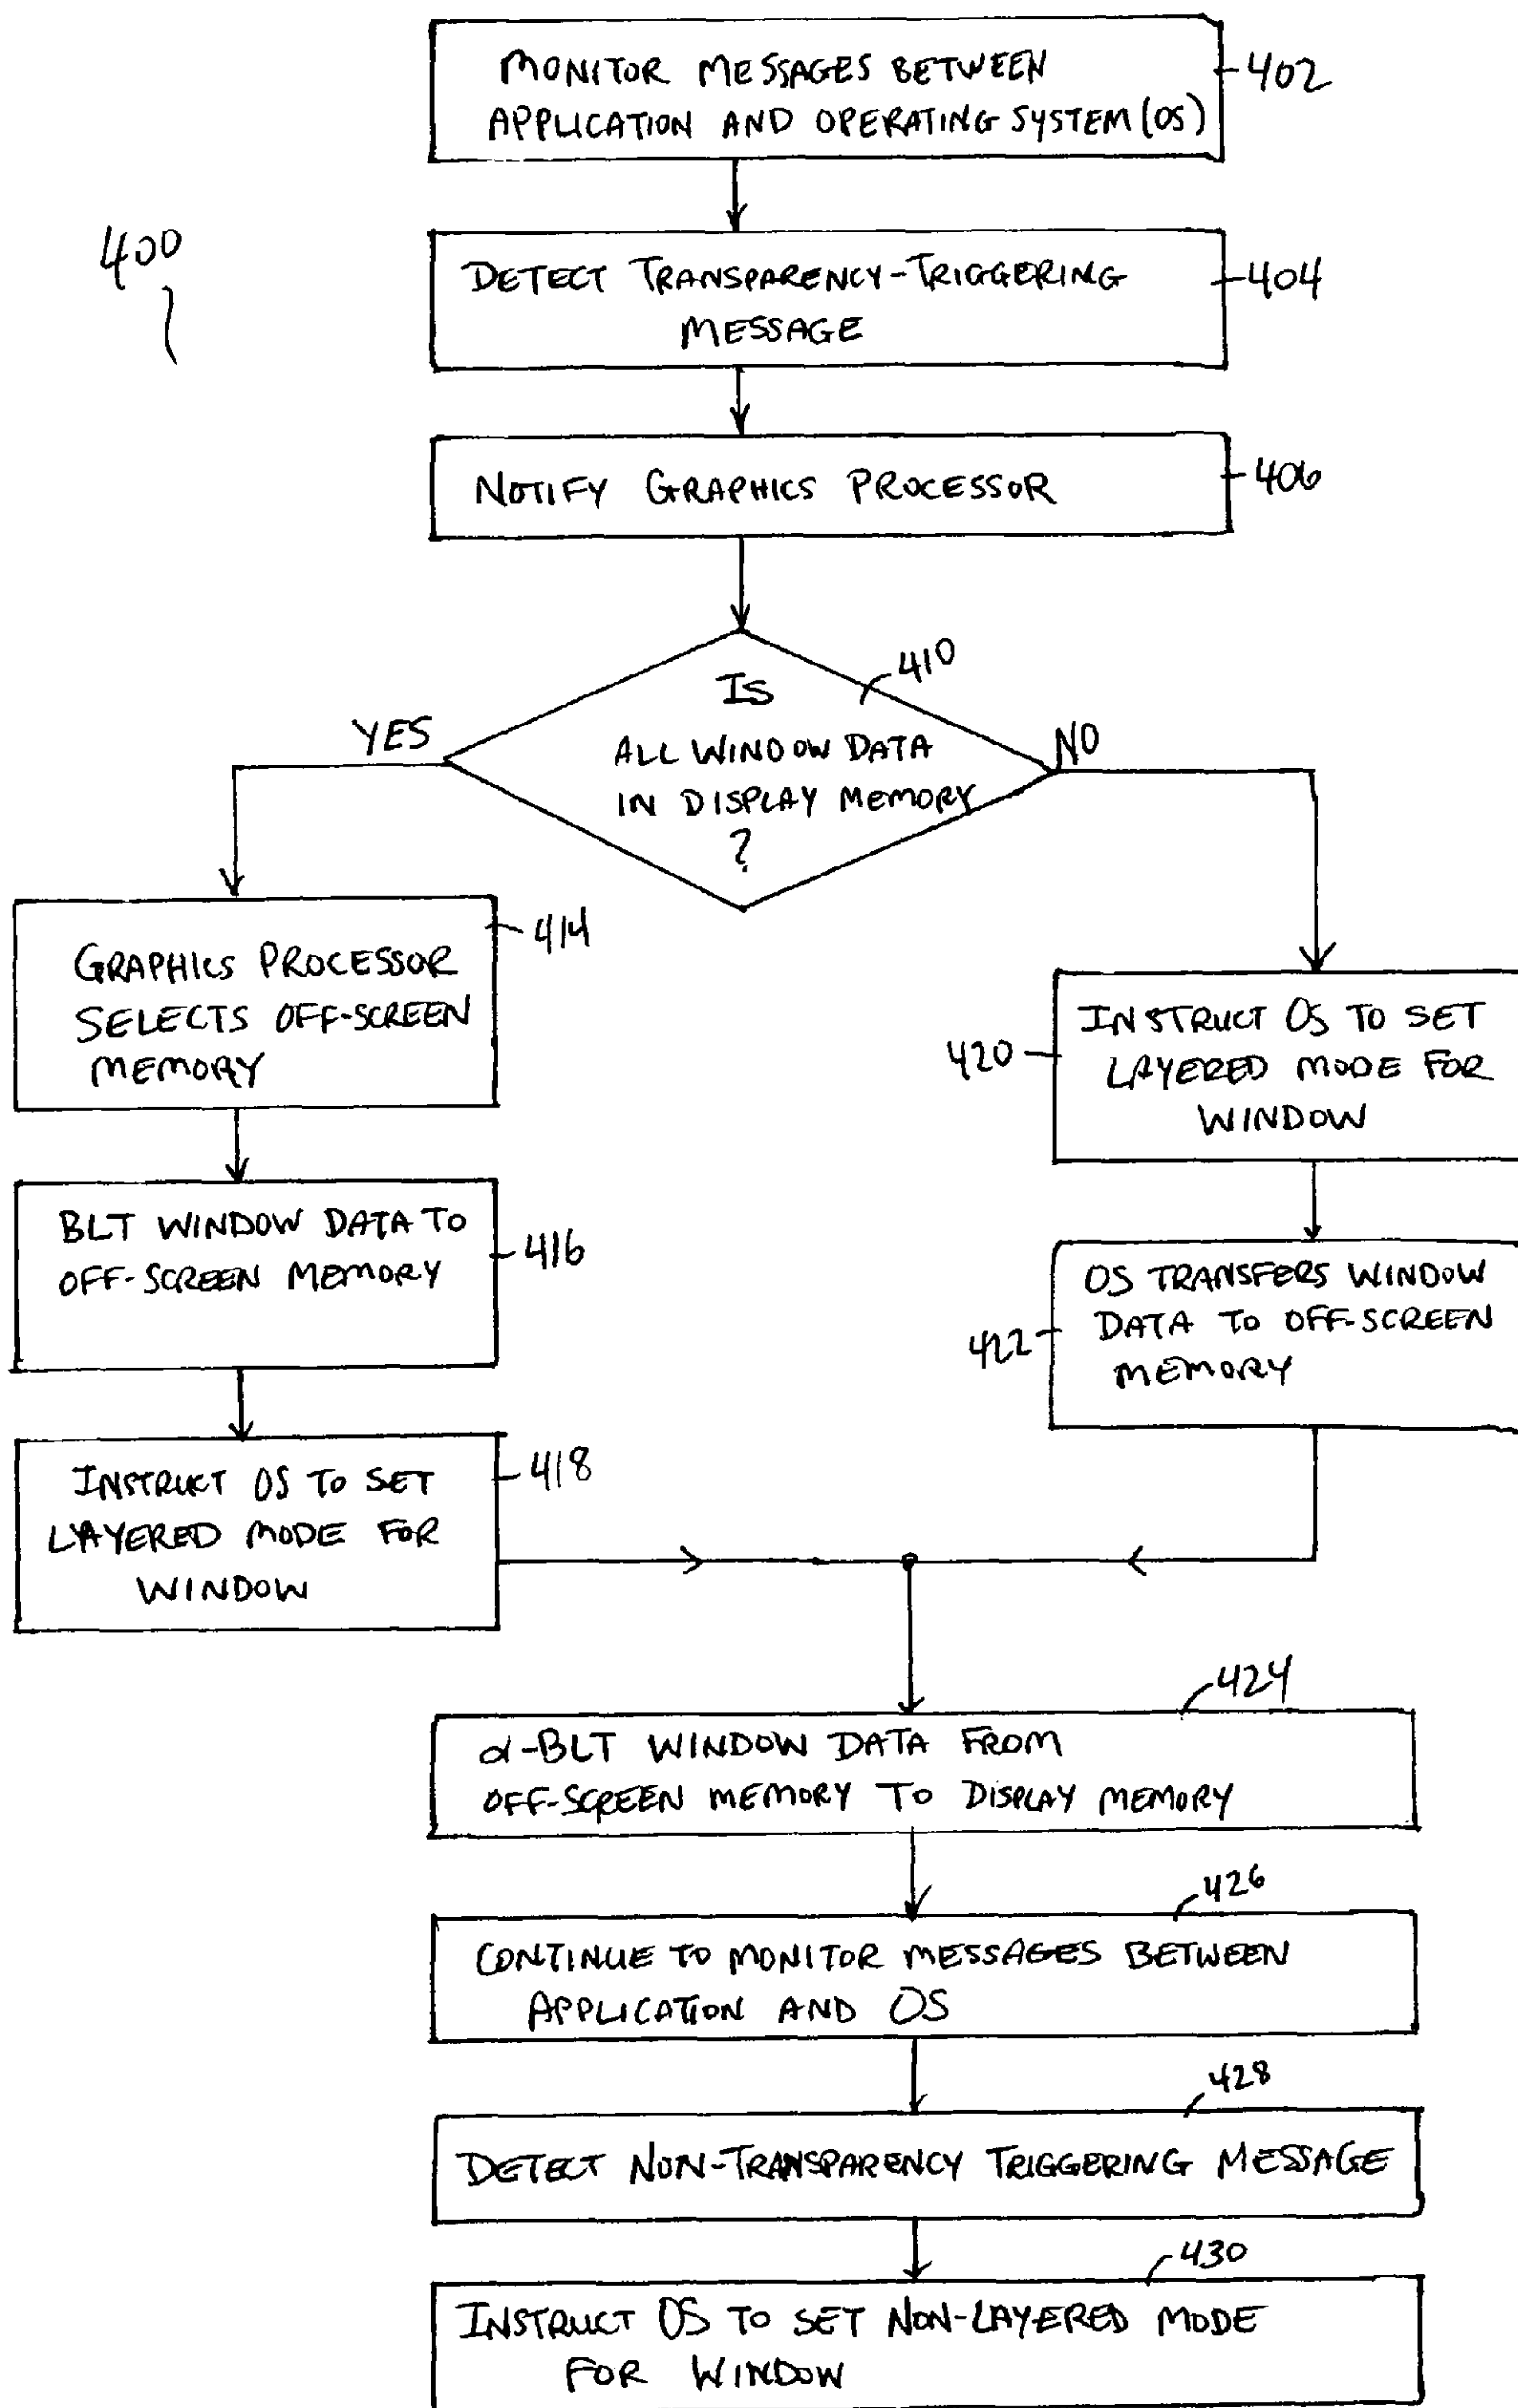 MONITOR MESSAGES BETWEEN
APPLICATION AND OPERATING SYSTEM (OS)
402
400
DETECT TRANSPARENCY-TRIGGERING
MESSAGE
404
NOTIFY GRAPHICS PROCESSOR
406
IS
ALL WINDOW DATA
IN DISPLAY MEMORY
?
410
YES
NO
GRAPHICS PROCESSOR
SELECTS OFF-SCREEN
MEMORY
414
INSTRUCT OS TO SET
LAYERED MODE FOR
WINDOW
420
BLT WINDOW DATA TO
OFF-SCREEN MEMORY
416
OS TRANSFERS WINDOW
DATA TO OFF-SCREEN
MEMORY
422
INSTRUCT OS TO SET
LAYERED MODE FOR
WINDOW
418
424
α-BLT WINDOW DATA FROM
OFF-SCREEN MEMORY TO DISPLAY MEMORY
426
CONTINUE TO MONITOR MESSAGES BETWEEN
APPLICATION AND OS
428
DETECT NON-TRANSPARENCY TRIGGERING MESSAGE
430
INSTRUCT OS TO SET NON-LAYERED MODE
FOR WINDOW